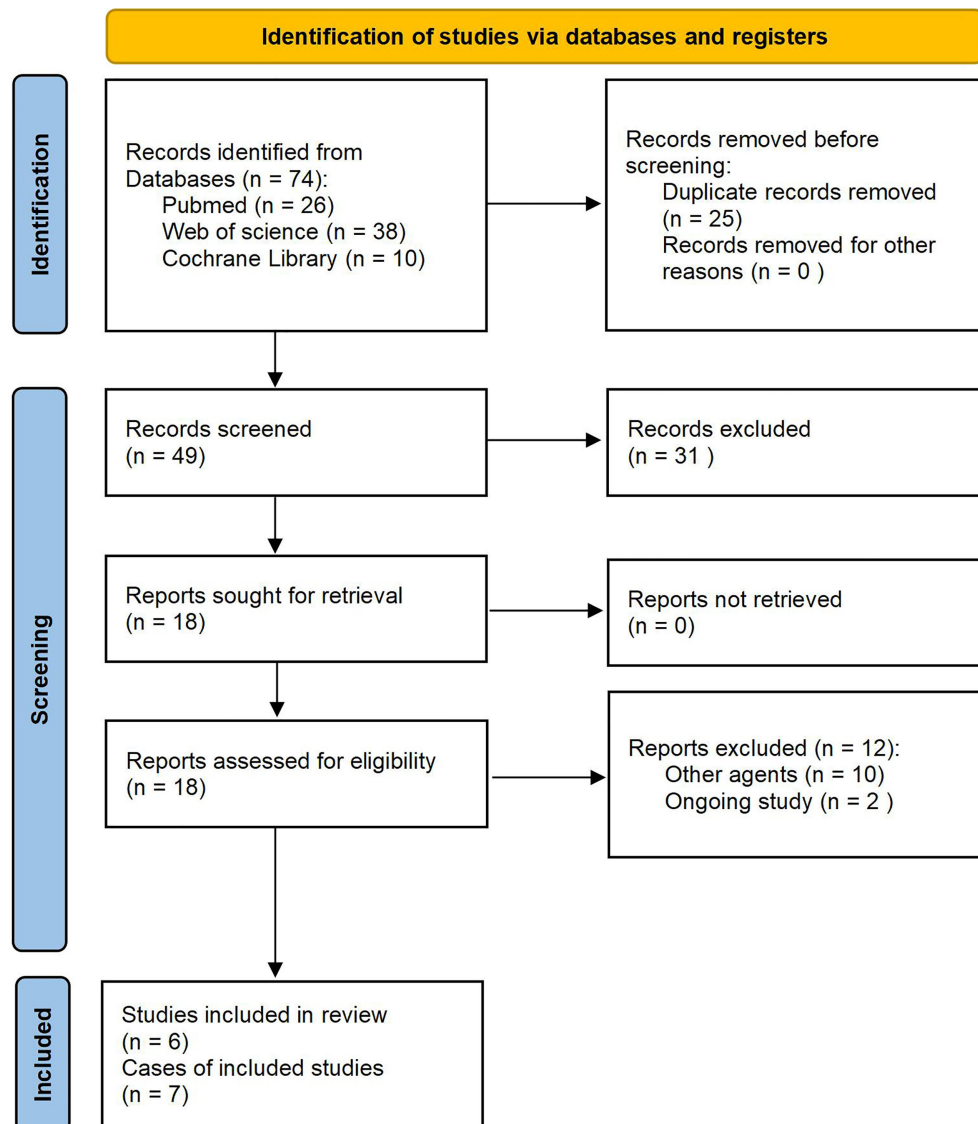 Identification of studies via databases and registers
Identification
Records identified from
Databases (n = 74):
Pubmed (n = 26)
Web of science (n = 38)
Cochrane Library (n = 10)
Records removed before
screening:
Duplicate records removed
(n = 25)
Records removed for other
reasons (n = 0 )
Screening
Records screened
(n = 49)
Records excluded
(n = 31 )
Reports sought for retrieval
(n = 18)
Reports not retrieved
(n = 0)
Reports assessed for eligibility
(n = 18)
Reports excluded (n = 12):
Other agents (n = 10)
Ongoing study (n = 2 )
Included
Studies included in review
(n = 6)
Cases of included studies
(n = 7)